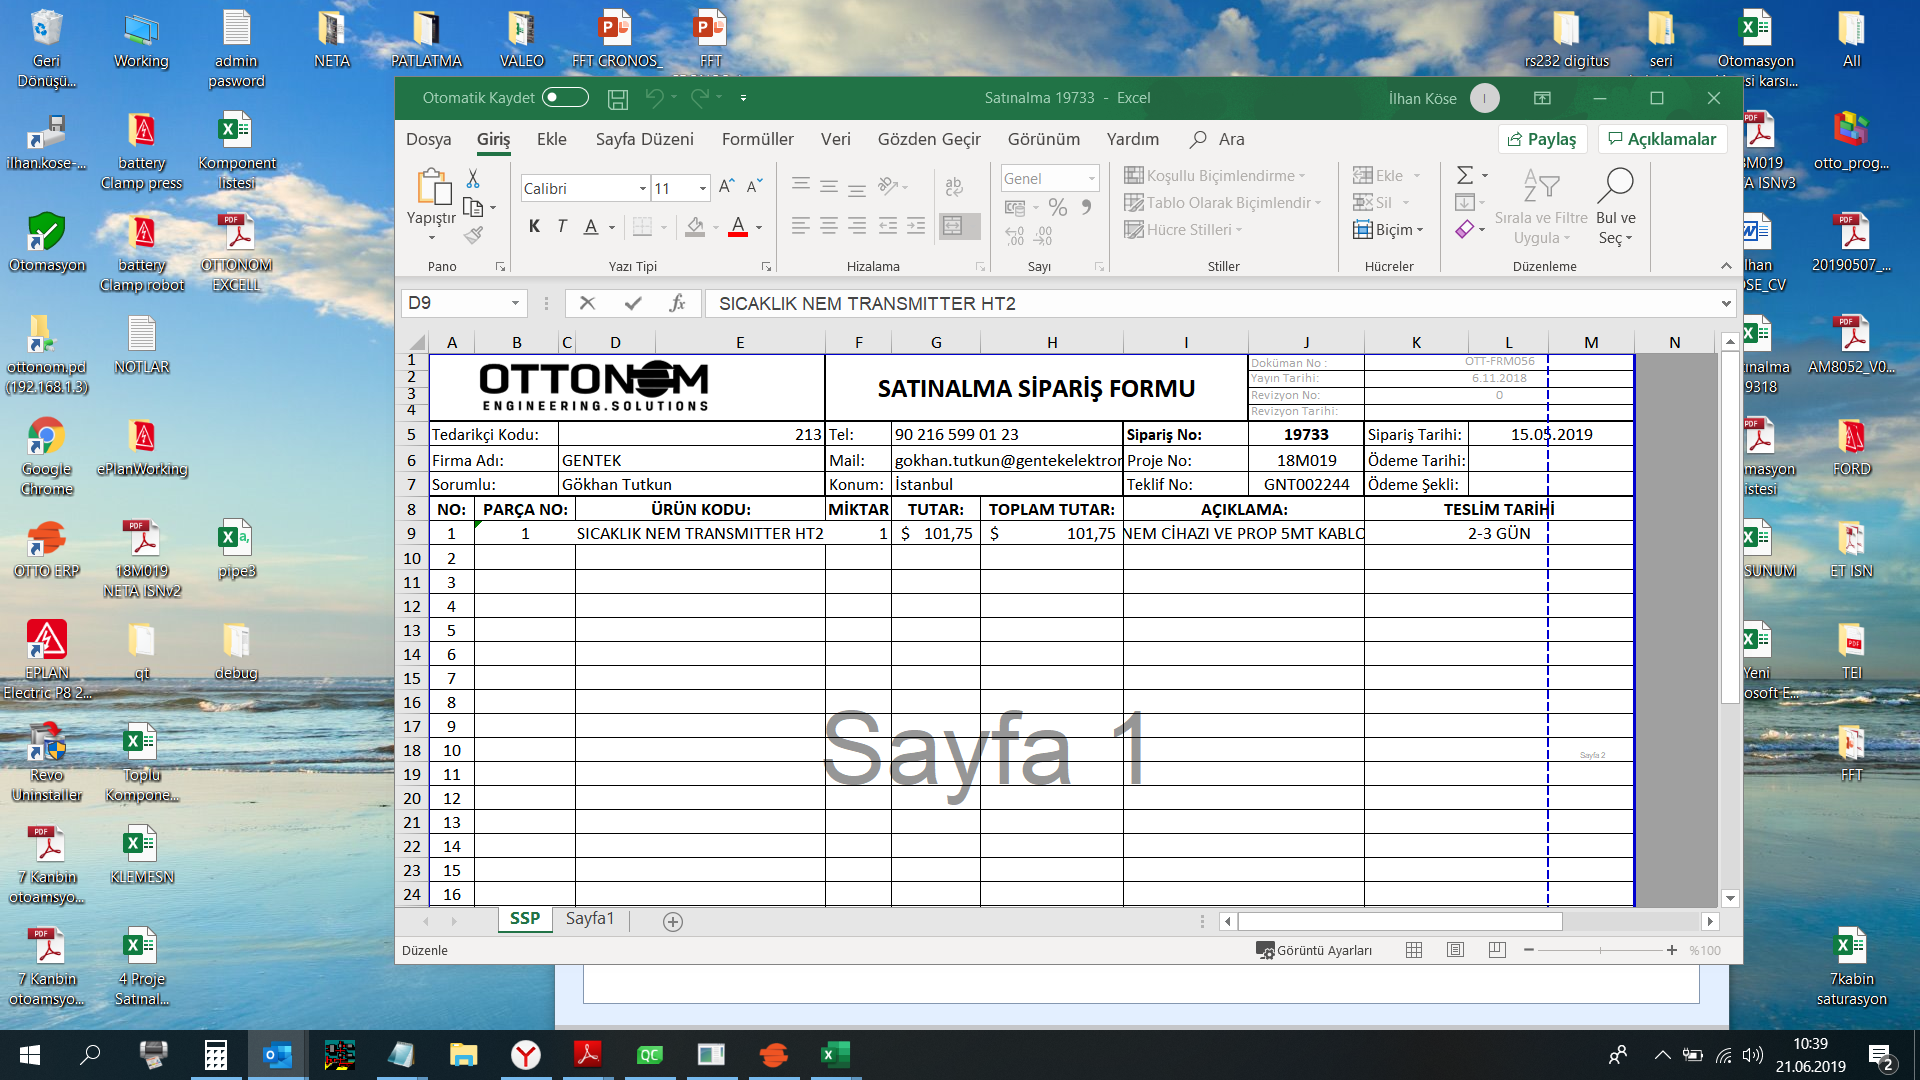 Geri Dönüşü...
Working
admin pasword
NETA
PATLATMA
VALEO
FFT CRONOS_
FFT
rs232 digitus
seri
Otomasyon
si karsı...
All
ilhan.kose-...
battery Clamp press
Komponent listesi
otto_prog...
Otomasyon
battery Clamp robot
OTTONOM EXCELL
20190507_...
ottonom.pd (192.168.1.3)
NOTLAR
AM8052_V0...
Google Chrome
ePlanWorking
FORD
OTTO ERP
18M019 NETA ISNv2
pipe3
SUNUM
ET ISN
EPLAN Electric P8 2...
qt
debug
TEI
Revo Uninstaller
Toplu Kompone...
FFT
7 Kanbin otoamsyo...
KLEMESN
7 Kanbin otoamsyo...
4 Proje Satınal...
7kabin saturasyon
Otomatik Kaydet
Satınalma 19733 - Excel
İlhan Köse
I
Dosya Giriş Ekle Sayfa Düzeni Formüller Veri Gözden Geçir Görünüm Yardım Ara
Paylaş
Açıklamalar
Yapıştır
Calibri 11
K T A
Genel
Koşullu Biçimlendirme
Tablo Olarak Biçimlendir
Hücre Stilleri
Ekle
Sil
Biçim
Sırala ve Filtre Uygula
Bul ve Seç
Pano Yazı Tipi Hizalama Sayı Stiller Hücreler Düzenleme
D9
fx
SICAKLIK NEM TRANSMITTER HT2
A B C D E F G H I J K L M N
1
2
3
4
OTTONOM
ENGINEERING.SOLUTIONS
SATINALMA SİPARİŞ FORMU
Doküman No : OTT-FRM056
Yayın Tarihi: 6.11.2018
Revizyon No: 0
Revizyon Tarihi:
5 Tedarikçi Kodu: 213 Tel: 90 216 599 01 23 Sipariş No: 19733 Sipariş Tarihi: 15.05.2019
6 Firma Adı: GENTEK Mail: gokhan.tutkun@gentekelektror Proje No: 18M019 Ödeme Tarihi:
7 Sorumlu: Gökhan Tutkun Konum: İstanbul Teklif No: GNT002244 Ödeme Şekli:
8 NO: PARÇA NO: ÜRÜN KODU: MİKTAR TUTAR: TOPLAM TUTAR: AÇIKLAMA: TESLİM TARİHİ
9 1 1 SICAKLIK NEM TRANSMITTER HT2 1 $ 101,75 $ 101,75 NEM CİHAZI VE PROP 5MT KABLO 2-3 GÜN
10 2
11 3
12 4
13 5
14 6
15 7
16 8
17 9
18 10
19 11
20 12
21 13
22 14
23 15
24 16
Sayfa 1
Sayfa 2
SSP Sayfa1
Düzenle
Görüntü Ayarları
%100
10:39
21.06.2019
2